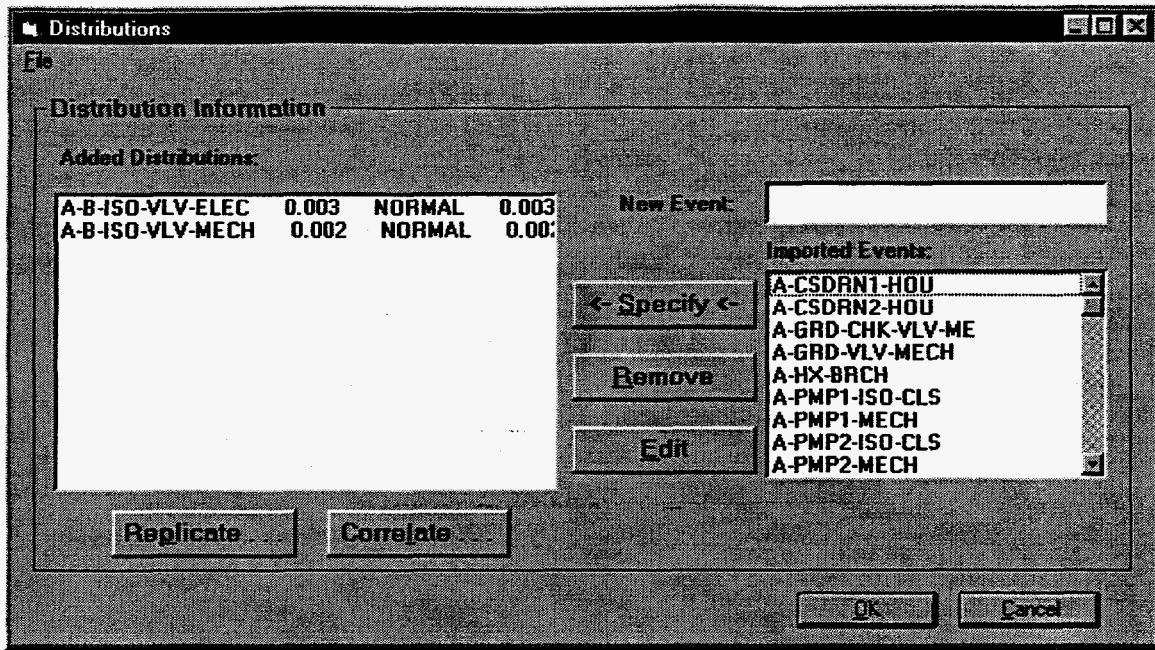 Distributions
File
Distribution Information
Added Distributions:
A-B-ISO-VLV-ELEC 0.003 NORMAL 0.003
A-B-ISO-VLV-MECH 0.002 NORMAL 0.002
New Event:
Imported Events:
A-CSDRN1-HOU
A-CSDRN2-HOU
A-GRD-CHK-VLV-ME
A-GRD-VLV-MECH
A-HX-BRCH
A-PMP1-ISO-CLS
A-PMP1-MECH
A-PMP2-ISO-CLS
A-PMP2-MECH
<- Specify <-
Remove
Edit
Replicate . . .
Correlate . . .
OK
Cancel